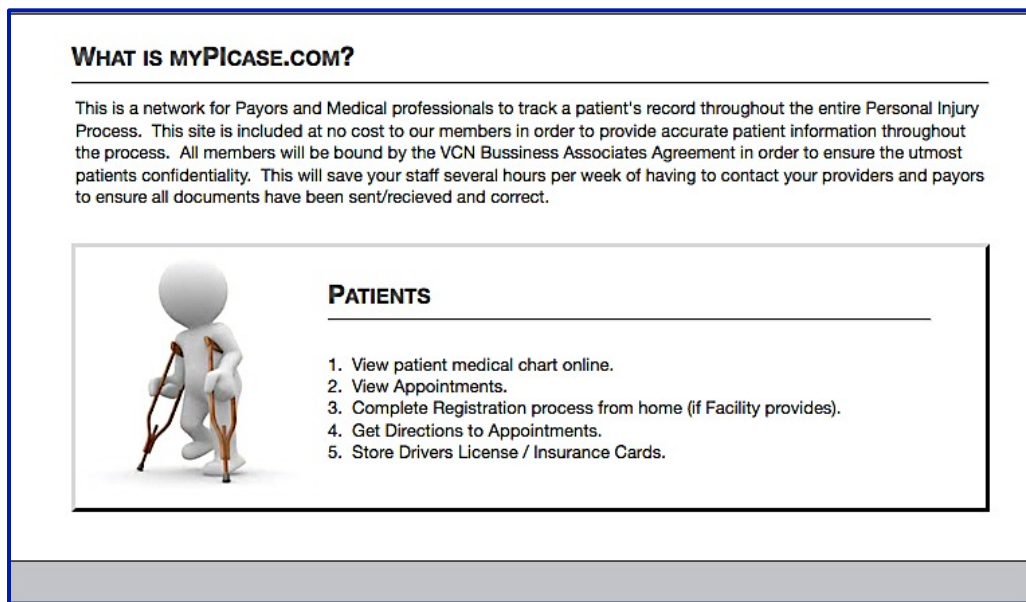 WHAT IS MYPICASE.COM?
This is a network for Payors and Medical professionals to track a patient's record throughout the entire Personal Injury
Process. This site is included at no cost to our members in order to provide accurate patient information throughout
the process. All members will be bound by the VCN Bussiness Associates Agreement in order to ensure the utmost
patients confidentiality. This will save your staff several hours per week of having to contact your providers and payors
to ensure all documents have been sent/recieved and correct.
PATIENTS
1. View patient medical chart online.
2. View Appointments.
3. Complete Registration process from home (if Facility provides).
4. Get Directions to Appointments.
5. Store Drivers License / Insurance Cards.